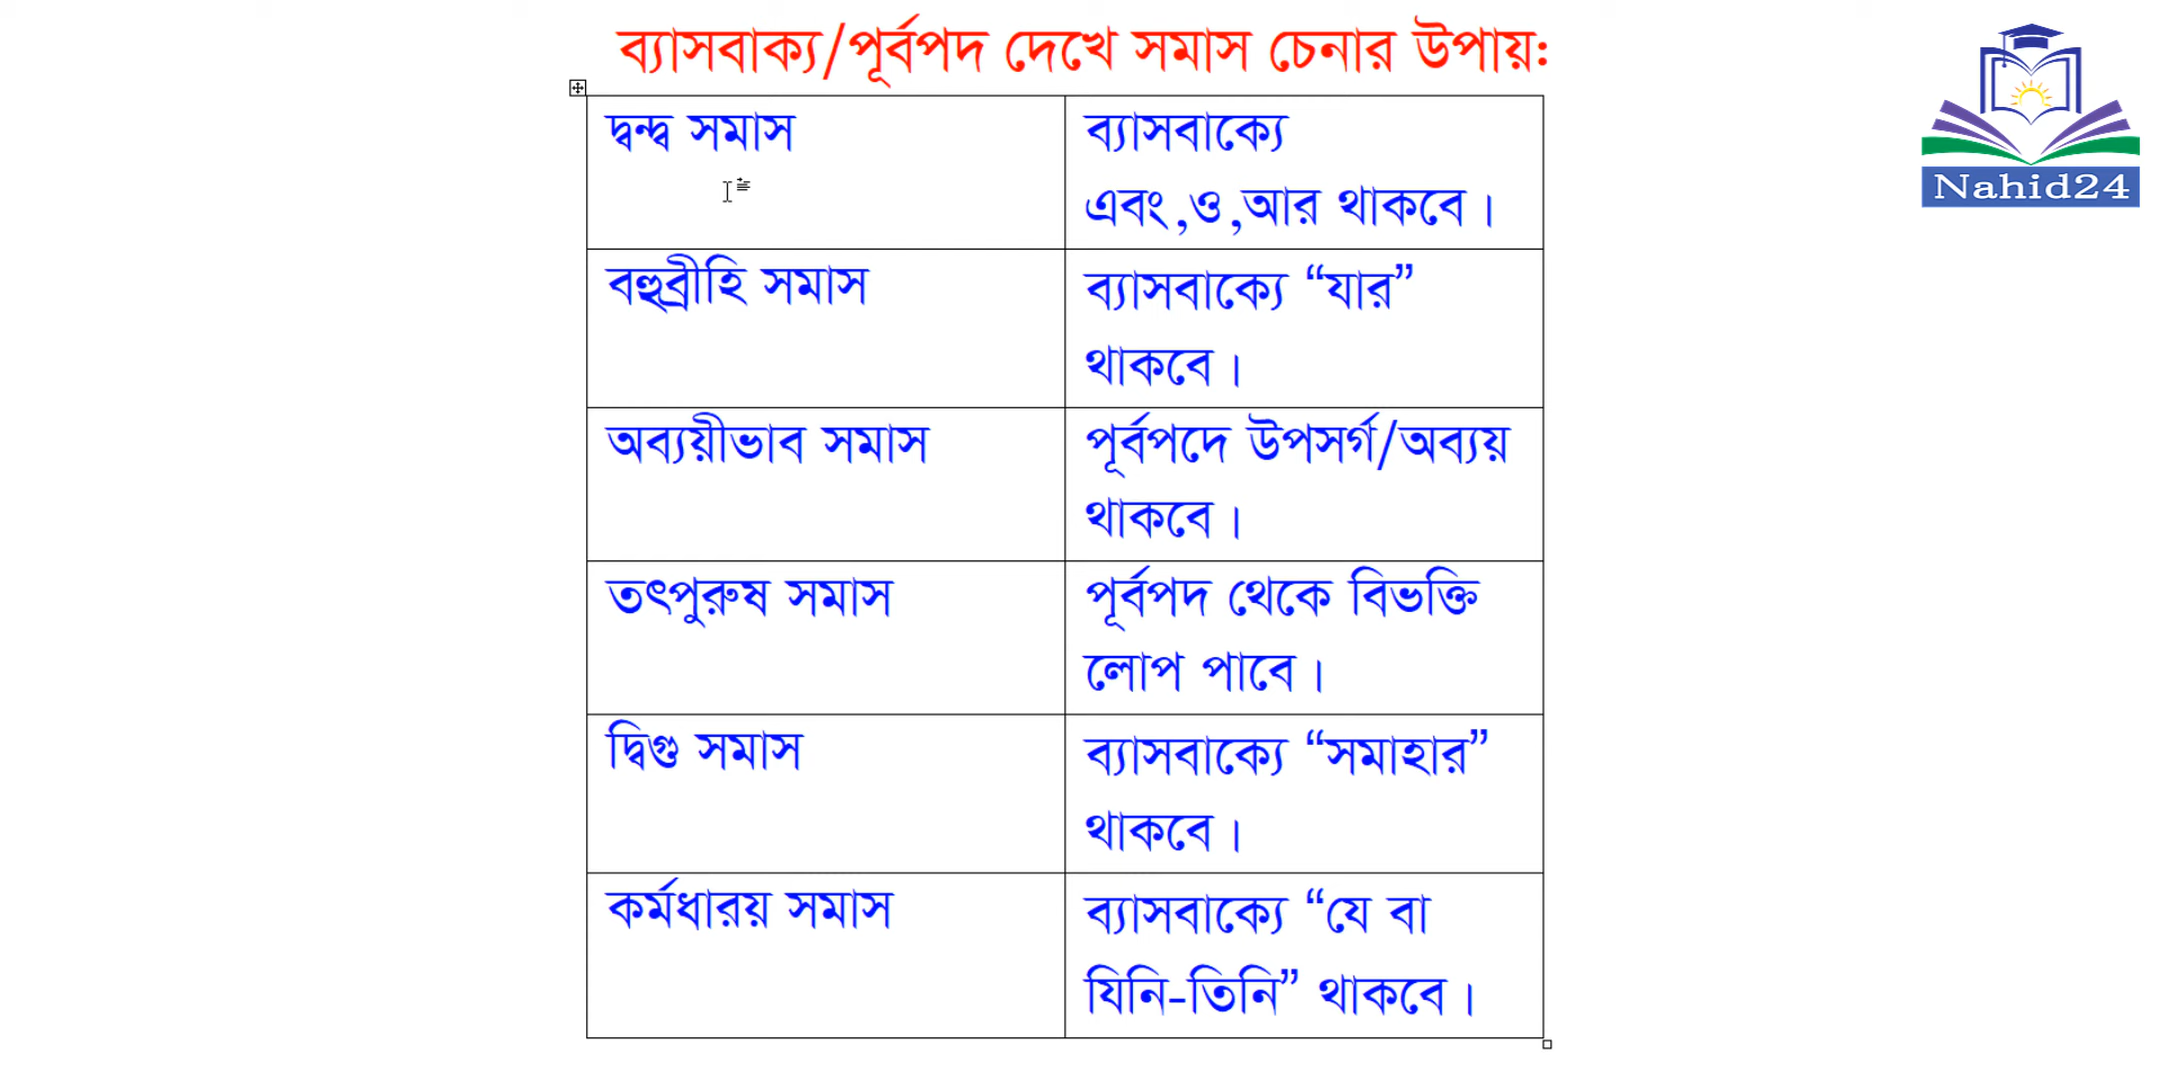 ব্যাসবাক্য/পূর্বপদ দেখে সমাস চেনার উপায়ঃ
Nahid24
দ্বন্দ্ব সমাস
ব্যাসবাক্যে
এবং,ও,আর থাকবে।
বহুব্রীহি সমাস
ব্যাসবাক্যে “যার”
থাকবে।
অব্যয়ীভাব সমাস
পূর্বপদে উপসর্গ/অব্যয়
থাকবে।
তৎপুরুষ সমাস
পূর্বপদ থেকে বিভক্তি
লোপ পাবে।
দ্বিগু সমাস
ব্যাসবাক্যে “সমাহার”
থাকবে।
কর্মধারয় সমাস
ব্যাসবাক্যে “যে বা
যিনি-তিনি” থাকবে।